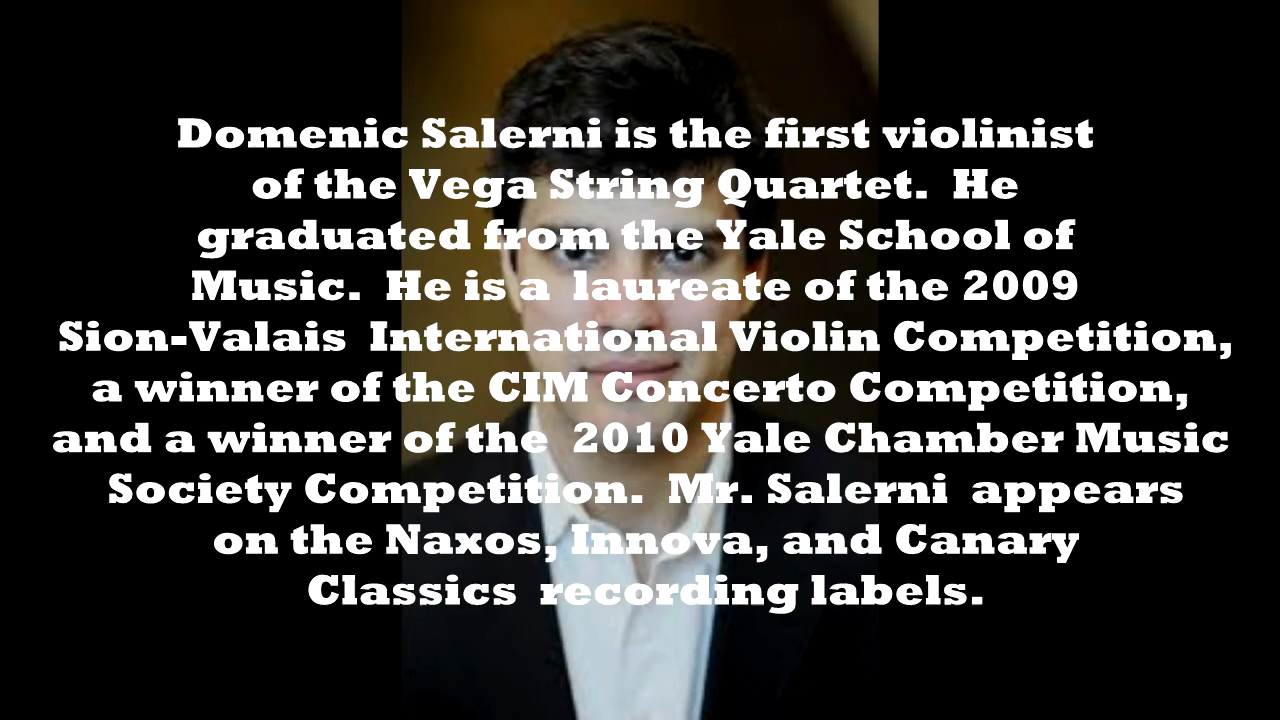 Domenic Salerni is the first violinist
of the Vega String Quartet.  He
graduated from the Yale School of
Music.  He is a  laureate of the 2009
Sion-Valais  International Violin Competition,
a winner of the CIM Concerto Competition,
and a winner of the  2010 Yale Chamber Music
Society Competition.  Mr. Salerni  appears
on the Naxos, Innova, and Canary
Classics  recording labels.